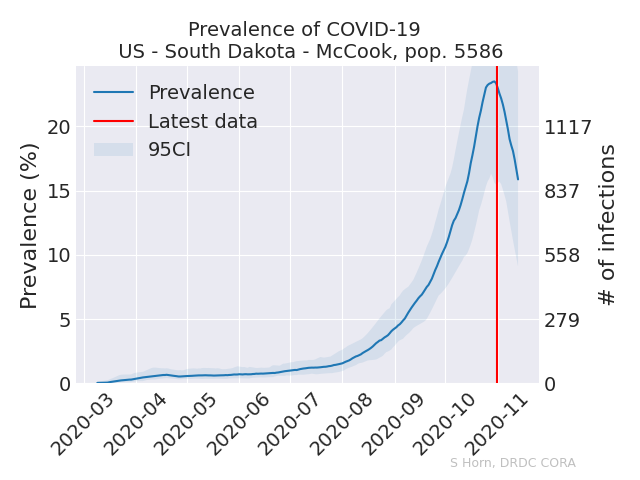 Prevalence of COVID-19
US - South Dakota - McCook, pop. 5586
Prevalence
Latest data
95CI
Prevalence (%)
20
15
10
5
0
1117
837
558
279
0
# of infections
2020-03
2020-04
2020-05
2020-06
2020-07
2020-08
2020-09
2020-10
2020-11
S Horn, DRDC CORA